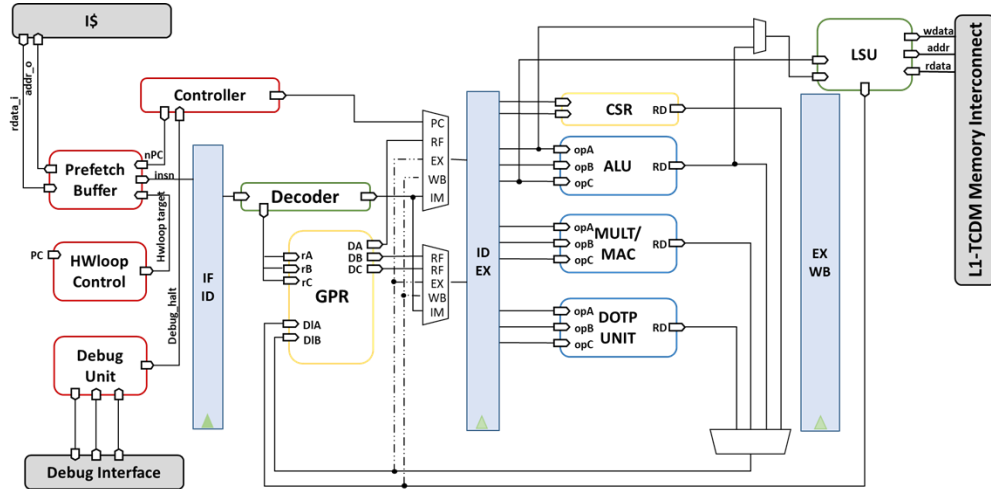 I$
rdata_i
addr_o
Controller
nPC
Prefetch
Buffer
insn
Hwloop target
PC
HWloop
Control
Debug_halt
Debug
Unit
Debug Interface
IF
ID
Decoder
rA
rB
rC
GPR
DA
DB
DC
DIA
DIB
PC
RF
EX
WB
IM
RF
RF
EX
WB
IM
ID
EX
CSR
RD
opA
opB
opC
ALU
RD
opA
opB
opC
MULT/
MAC
RD
opA
opB
opC
DOTP
UNIT
RD
EX
WB
LSU
wdata
addr
rdata
L1-TCDM Memory Interconnect